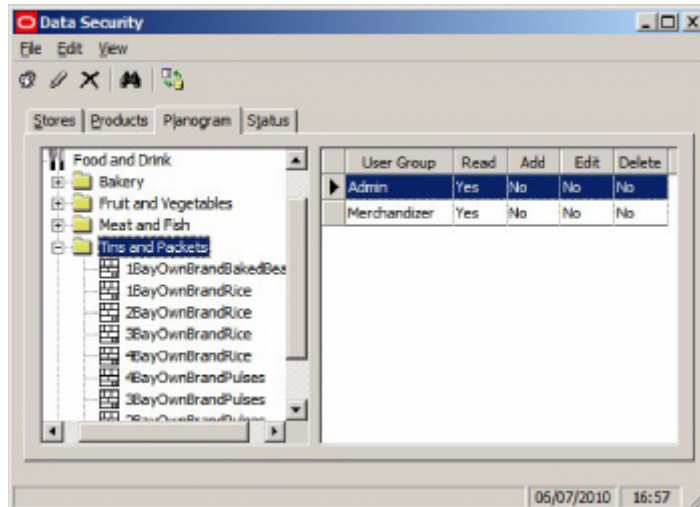 Data Security
File Edit View
Stores Products Planogram Status
Food and Drink
Bakery
Fruit and Vegetables
Meat and Fish
Tins and Packets
1BayOwnBrandBakedBea
1BayOwnBrandRice
2BayOwnBrandRice
3BayOwnBrandRice
4BayOwnBrandRice
4BayOwnBrandPulses
3BayOwnBrandPulses
User Group Read Add Edit Delete
Admin Yes No No No
Merchandizer Yes No No No
05/07/2010 16:57